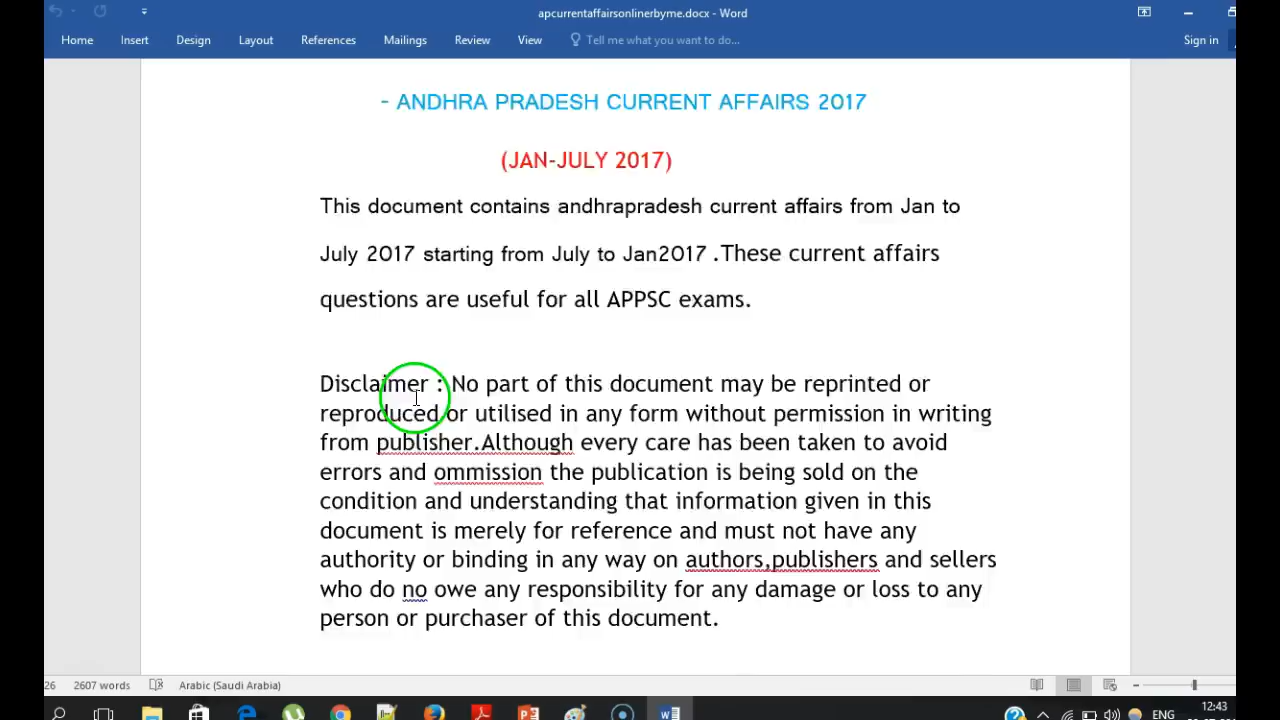 apcurrentaffairsonlinerbyme.docx - Word
Home Insert Design Layout References Mailings Review View Tell me what you want to do... Sign in
- ANDHRA PRADESH CURRENT AFFAIRS 2017
(JAN-JULY 2017)
This document contains andhrapradesh current affairs from Jan to
July 2017 starting from July to Jan2017 .These current affairs
questions are useful for all APPSC exams.
Disclaimer : No part of this document may be reprinted or
reproduced or utilised in any form without permission in writing
from publisher.Although every care has been taken to avoid
errors and ommission the publication is being sold on the
condition and understanding that information given in this
document is merely for reference and must not have any
authority or binding in any way on authors,publishers and sellers
who do no owe any responsibility for any damage or loss to any
person or purchaser of this document.
26 2607 words Arabic (Saudi Arabia)
ENG 12:43